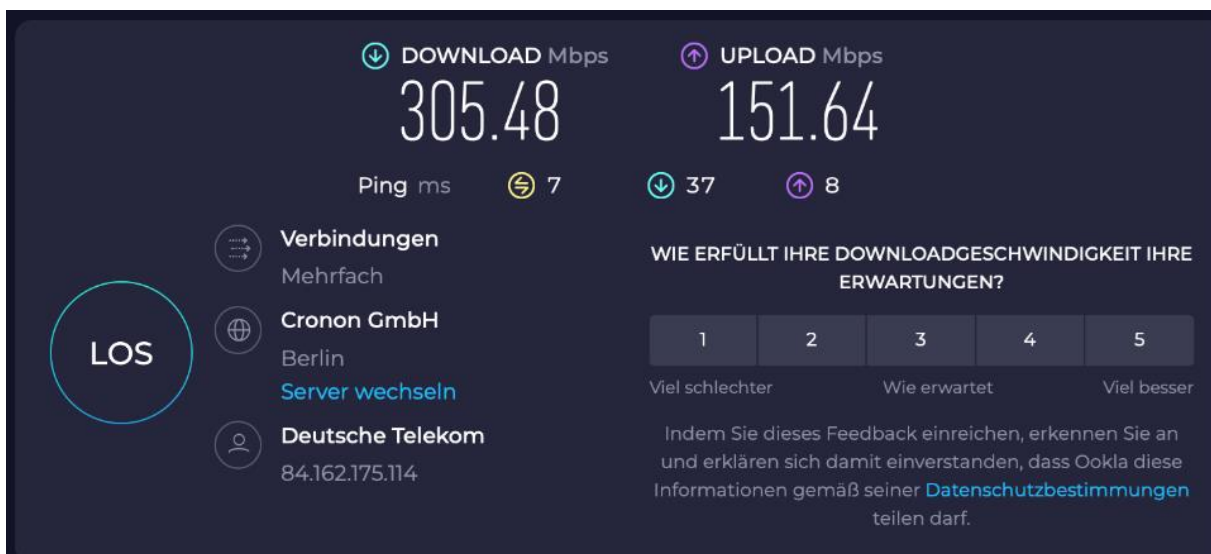 DOWNLOAD Mbps
305.48
UPLOAD Mbps
151.64
Ping ms 7 37 8
Verbindungen
Mehrfach
Cronon GmbH
Berlin
Server wechseln
Deutsche Telekom
84.162.175.114
LOS
WIE ERFÜLLT IHRE DOWNLOADGESCHWINDIGKEIT IHRE
ERWARTUNGEN?
1 2 3 4 5
Viel schlechter Wie erwartet Viel besser
Indem Sie dieses Feedback einreichen, erkennen Sie an
und erklären sich damit einverstanden, dass Ookla diese
Informationen gemäß seiner Datenschutzbestimmungen
teilen darf.